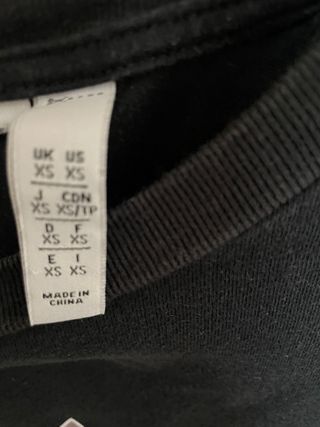 UK US
XS XS
J CDN
XS XS/TP
D F
XS XS
E I
XS XS
MADE IN
CHINA